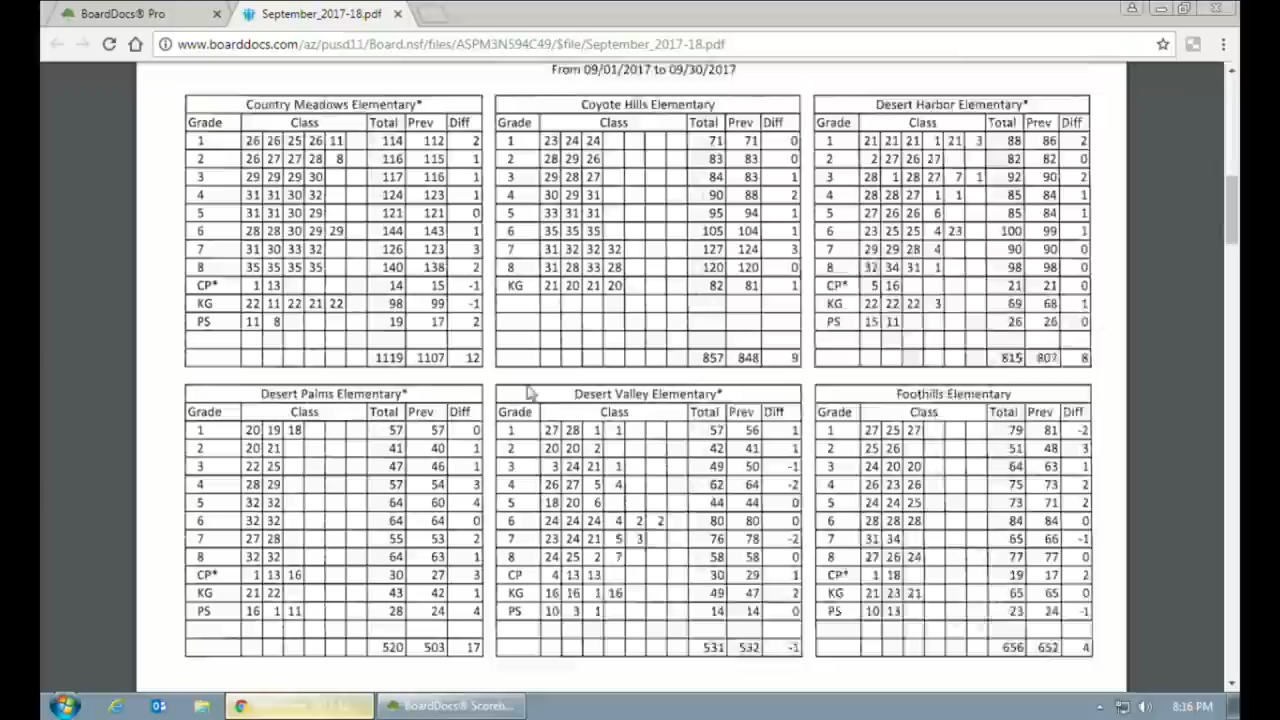 BoardDocs® Pro
September_2017-18.pdf
www.boarddocs.com/az/pusd11/Board.nsf/files/ASPM3N594C49/$file/September_2017-18.pdf
From 09/01/2017 to 09/30/2017
Country Meadows Elementary*
Grade Class Total Prev Diff
1 26 26 25 26 11 114 112 2
2 26 27 27 28 8 116 115 1
3 29 29 29 30 117 116 1
4 31 31 30 32 124 123 1
5 31 31 30 29 121 121 0
6 28 28 30 29 29 144 143 1
7 31 30 33 32 126 123 3
8 35 35 35 35 140 138 2
CP* 1 13 14 15 -1
KG 22 11 22 21 22 98 99 -1
PS 11 8 19 17 2
1119 1107 12
Coyote Hills Elementary
Grade Class Total Prev Diff
1 23 24 24 71 71 0
2 28 29 26 83 83 0
3 29 28 27 84 83 1
4 30 29 31 90 88 2
5 33 31 31 95 94 1
6 35 35 35 105 104 1
7 31 32 32 32 127 124 3
8 31 28 33 28 120 120 0
KG 21 20 21 20 82 81 1
857 848 9
Desert Harbor Elementary*
Grade Class Total Prev Diff
1 21 21 21 1 21 3 88 86 2
2 2 27 26 27 82 82 0
3 28 1 28 27 7 1 92 90 2
4 28 28 27 1 1 85 84 1
5 27 26 26 6 85 84 1
6 23 25 25 4 23 100 99 1
7 29 29 28 4 90 90 0
8 32 34 31 1 98 98 0
CP* 5 16 21 21 0
KG 22 22 22 3 69 68 1
PS 15 11 26 26 0
815 807 8
Desert Palms Elementary*
Grade Class Total Prev Diff
1 20 19 18 57 57 0
2 20 21 41 40 1
3 22 25 47 46 1
4 28 29 57 54 3
5 32 32 64 60 4
6 32 32 64 64 0
7 27 28 55 53 2
8 32 32 64 63 1
CP* 1 13 16 30 27 3
KG 21 22 43 42 1
PS 16 1 11 28 24 4
520 503 17
Desert Valley Elementary*
Grade Class Total Prev Diff
1 27 28 1 1 57 56 1
2 20 20 2 42 41 1
3 3 24 21 1 49 50 -1
4 26 27 5 4 62 64 -2
5 18 20 6 44 44 0
6 24 24 24 4 2 2 80 80 0
7 23 24 21 5 3 76 78 -2
8 24 25 2 7 58 58 0
CP 4 13 13 30 29 1
KG 16 16 1 16 49 47 2
PS 10 3 1 14 14 0
531 532 -1
Foothills Elementary
Grade Class Total Prev Diff
1 27 25 27 79 81 -2
2 25 26 51 48 3
3 24 20 20 64 63 1
4 26 23 26 75 73 2
5 24 24 25 73 71 2
6 28 28 28 84 84 0
7 31 34 65 66 -1
8 27 26 24 77 77 0
CP* 1 18 19 17 2
KG 21 23 21 65 65 0
PS 10 13 23 24 -1
656 652 4
BoardDocs® Scoreb...
8:16 PM